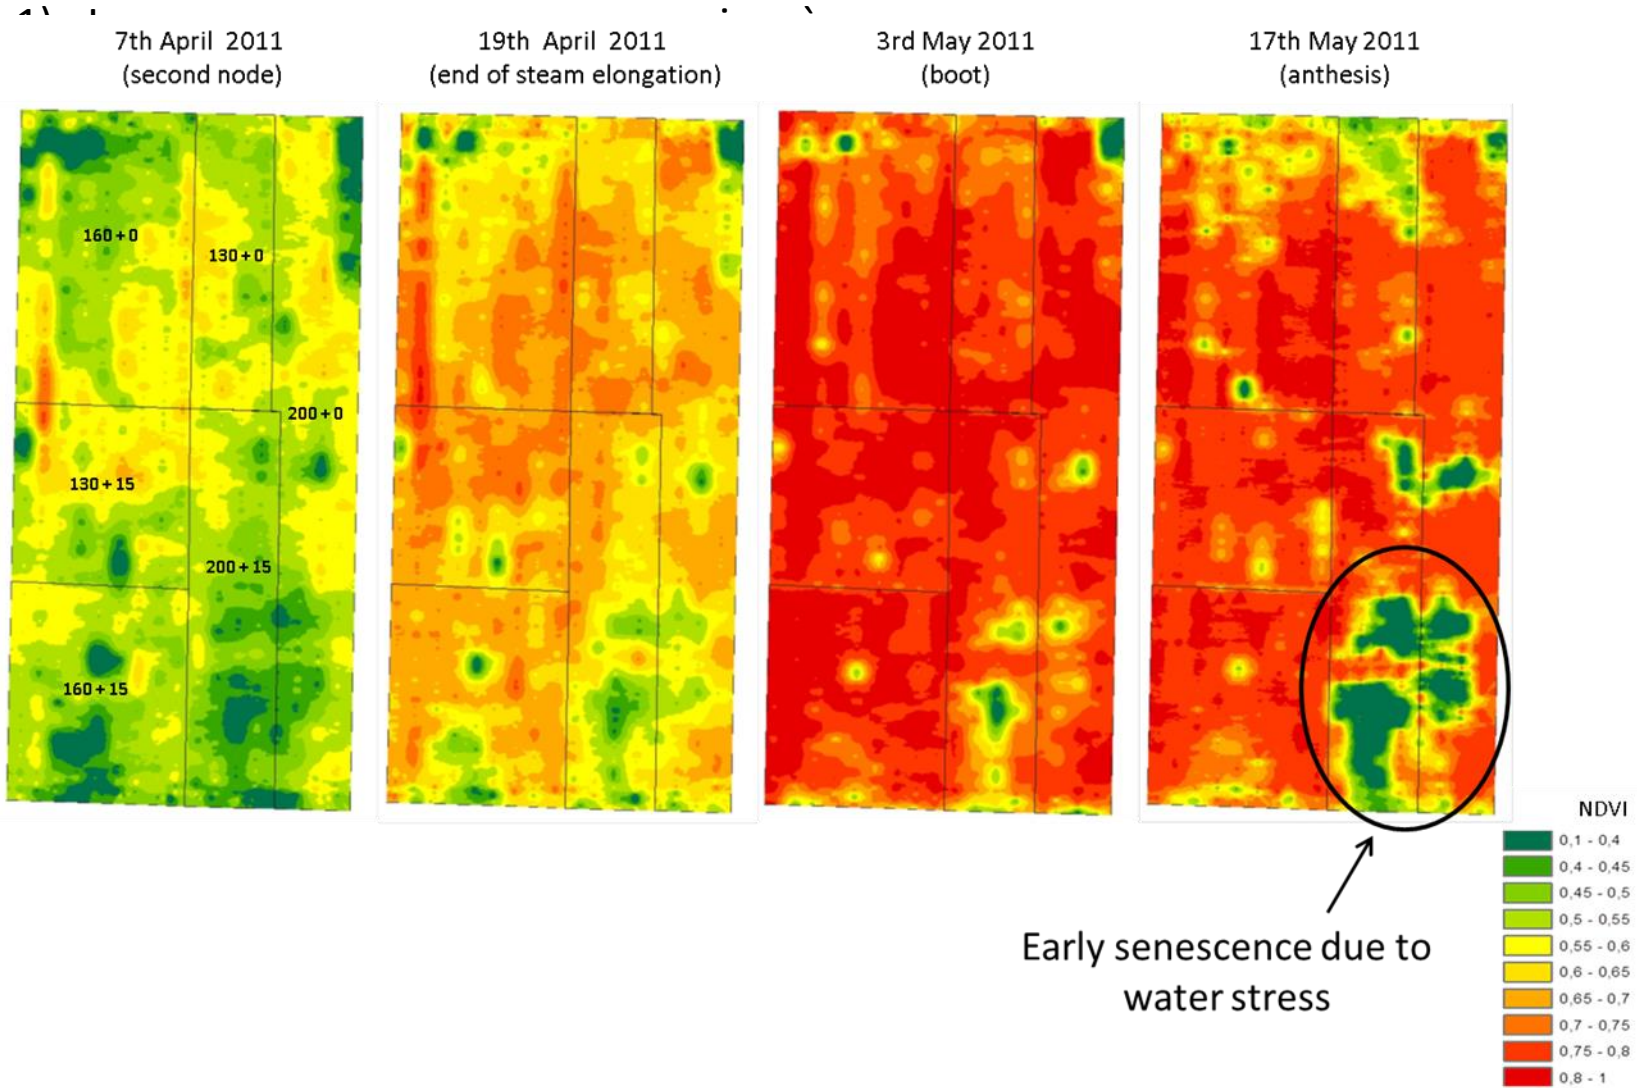 7th April 2011
(second node)
19th April 2011
(end of steam elongation)
3rd May 2011
(boot)
17th May 2011
(anthesis)
160 + 0
130 + 0
200 + 0
130 + 15
200 + 15
160 + 15
NDVI
0,1 - 0,4
0,4 - 0,45
0,45 - 0,5
0,5 - 0,55
0,55 - 0,6
0,6 - 0,65
0,65 - 0,7
0,7 - 0,75
0,75 - 0,8
0,8 - 1
Early senescence due to
water stress